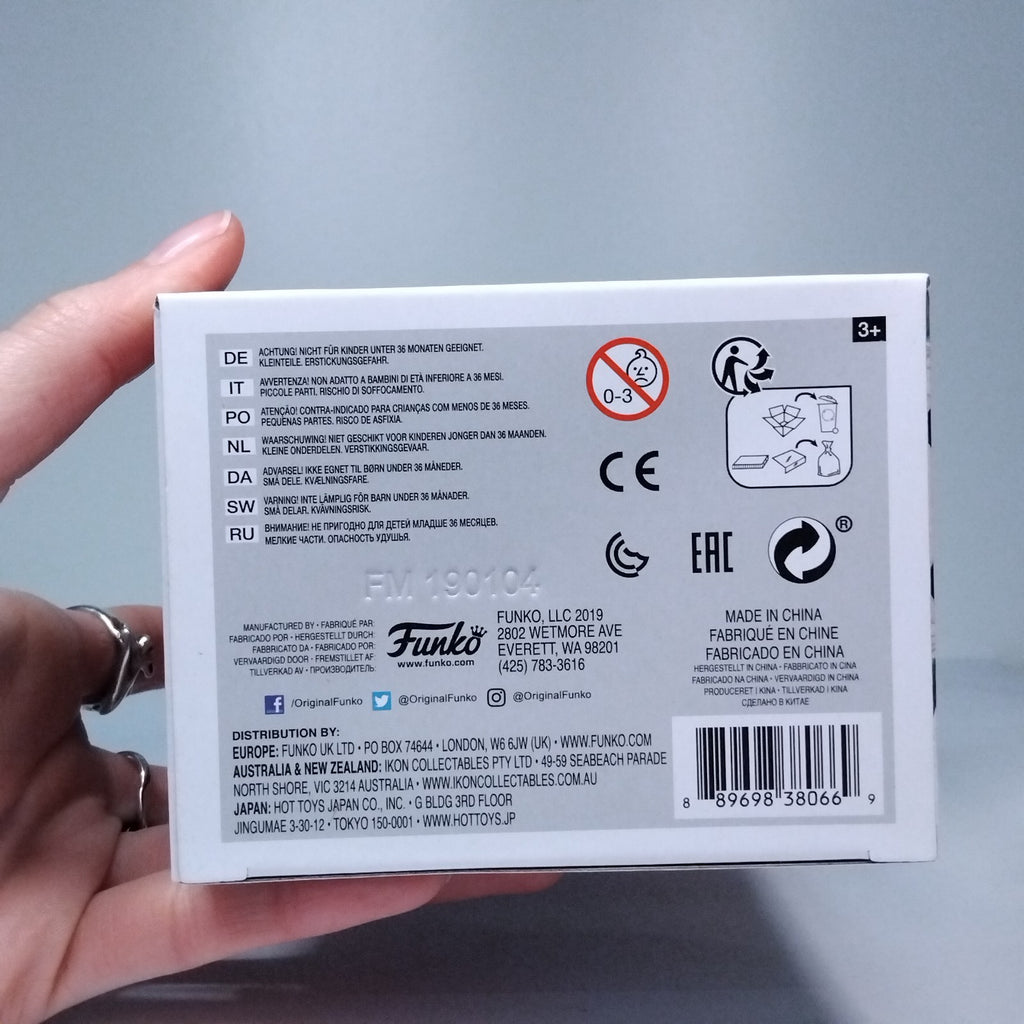 3+
DE ACHTUNG! NICHT FÜR KINDER UNTER 36 MONATEN GEEIGNET.
KLEINTEILE. ERSTICKUNGSGEFAHR.
IT AVVERTENZA! NON ADATTO A BAMBINI DI ETÀ INFERIORE A 36 MESI.
PICCOLE PARTI. RISCHIO DI SOFFOCAMENTO.
PO ATENÇÃO! CONTRA-INDICADO PARA CRIANÇAS COM MENOS DE 36 MESES.
PEQUENAS PARTES. RISCO DE ASFIXIA.
NL WAARSCHUWING! NIET GESCHIKT VOOR KINDEREN JONGER DAN 36 MAANDEN.
KLEINE ONDERDELEN. VERSTIKKINGSGEVAAR.
DA ADVARSEL! IKKE EGNET TIL BØRN UNDER 36 MÅNEDER.
SMÅ DELE. KVÆLNINGSFARE.
SW VARNING! INTE LÄMPLIG FÖR BARN UNDER 36 MÅNADER.
SMÅ DELAR. KVÄVNINGSRISK.
RU ВНИМАНИЕ! НЕ ПРИГОДНО ДЛЯ ДЕТЕЙ МЛАДШЕ 36 МЕСЯЦЕВ.
МЕЛКИЕ ЧАСТИ. ОПАСНОСТЬ УДУШЬЯ.
0-3
CE
EAC
®
FM 190104
MANUFACTURED BY • FABRIQUÉ PAR:
FABRICADO POR • HERGESTELLT DURCH:
FABBRICATO DA • FABRICADO POR:
VERVAARDIGD DOOR • FREMSTILLET AF
TILLVERKAD AV • ПРОИЗВОДИТЕЛЬ:
Funko
www.funko.com
FUNKO, LLC 2019
2802 WETMORE AVE
EVERETT, WA 98201
(425) 783-3616
MADE IN CHINA
FABRIQUÉ EN CHINE
FABRICADO EN CHINA
HERGESTELLT IN CHINA • FABBRICATO IN CINA
FABRICADO NA CHINA • VERVAARDIGD IN CHINA
PRODUCERET I KINA • TILLVERKAD I KINA
СДЕЛАНО В КИТАЕ
/OriginalFunko @OriginalFunko @OriginalFunko
DISTRIBUTION BY:
EUROPE: FUNKO UK LTD • PO BOX 74644 • LONDON, W6 6JW (UK) • WWW.FUNKO.COM
AUSTRALIA & NEW ZEALAND: IKON COLLECTABLES PTY LTD • 49-59 SEABEACH PARADE
NORTH SHORE, VIC 3214 AUSTRALIA • WWW.IKONCOLLECTABLES.COM.AU
JAPAN: HOT TOYS JAPAN CO., INC. • G BLDG 3RD FLOOR
JINGUMAE 3-30-12 • TOKYO 150-0001 • WWW.HOTTOYS.JP
8 89698 38066 9